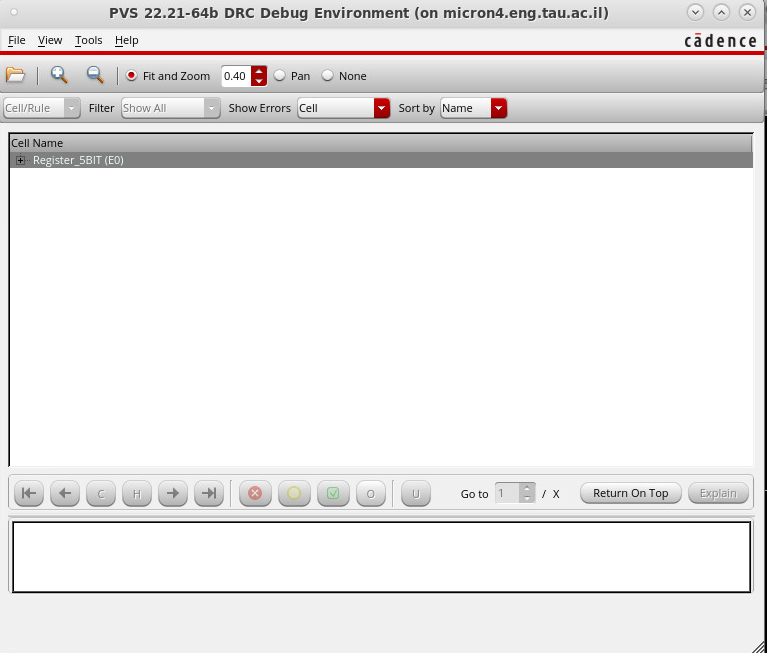 PVS 22.21-64b DRC Debug Environment (on micron4.eng.tau.ac.il)
File View Tools Help
cādence
Fit and Zoom 0.40 Pan None
Cell/Rule Filter Show All Show Errors Cell Sort by Name
Cell Name
Register_5BIT (E0)
C H O U Go to 1 / X Return On Top Explain